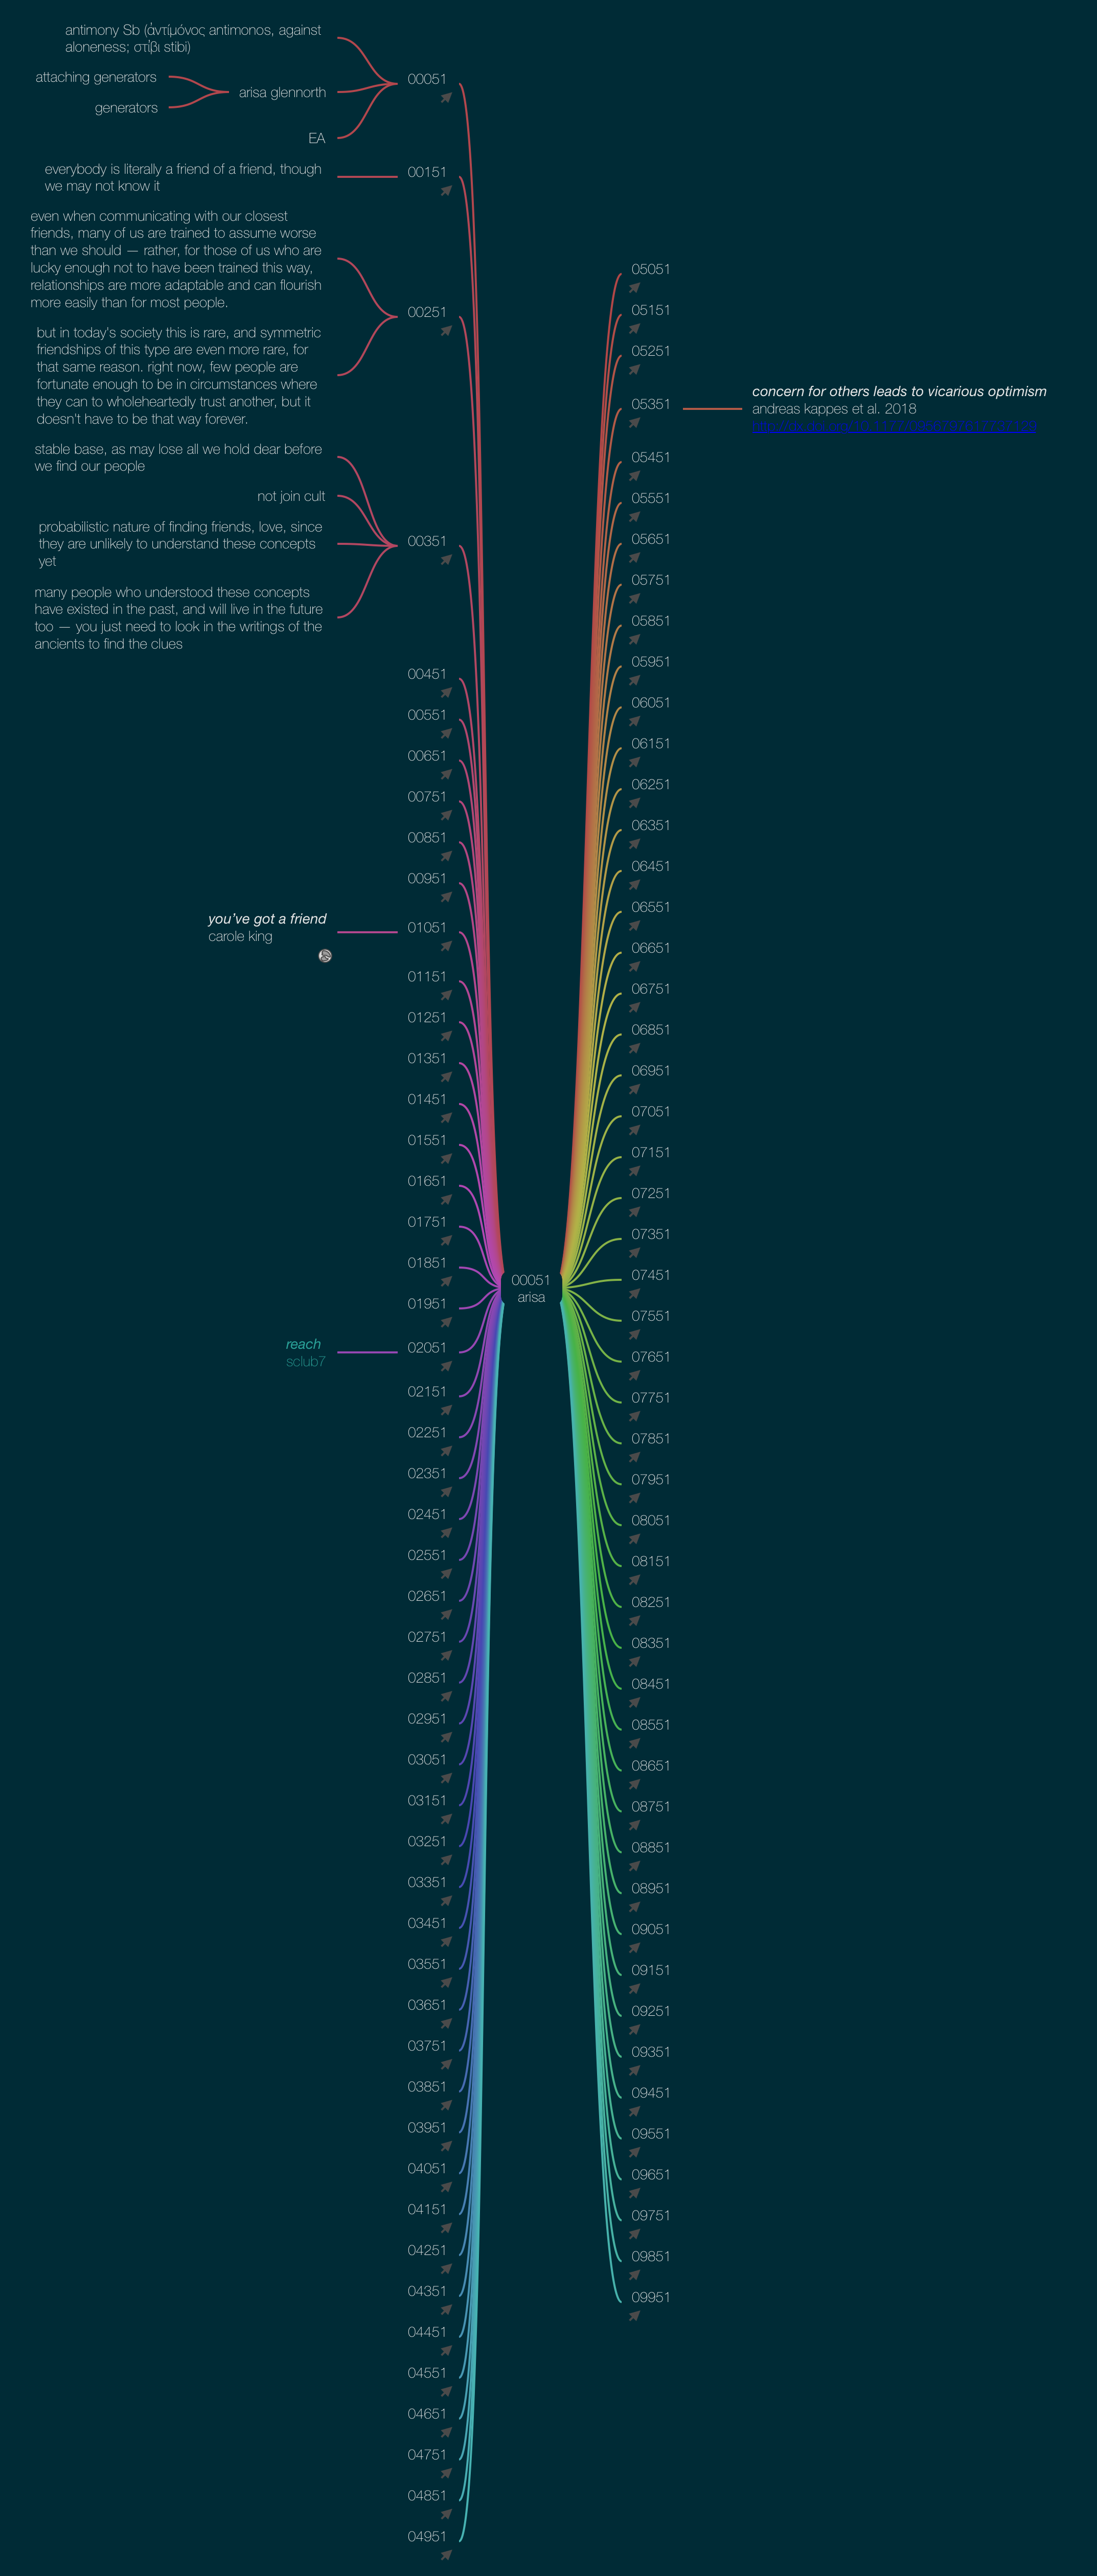 antimony Sb (ἀντίμόνος antimonos, against
aloneness; στίβι stibi)
attaching generators
generators
arisa glennorth
EA
00051
everybody is literally a friend of a friend, though
we may not know it
00151
even when communicating with our closest
friends, many of us are trained to assume worse
than we should — rather, for those of us who are
lucky enough not to have been trained this way,
relationships are more adaptable and can flourish
more easily than for most people.
but in today's society this is rare, and symmetric
friendships of this type are even more rare, for
that same reason. right now, few people are
fortunate enough to be in circumstances where
they can to wholeheartedly trust another, but it
doesn't have to be that way forever.
00251
stable base, as may lose all we hold dear before
we find our people
not join cult
probabilistic nature of finding friends, love, since
they are unlikely to understand these concepts
yet
many people who understood these concepts
have existed in the past, and will live in the future
too — you just need to look in the writings of the
ancients to find the clues
00351
00451
00551
00651
00751
00851
00951
you've got a friend
carole king
01051
01151
01251
01351
01451
01551
01651
01751
01851
01951
reach
sclub7
02051
02151
02251
02351
02451
02551
02651
02751
02851
02951
03051
03151
03251
03351
03451
03551
03651
03751
03851
03951
04051
04151
04251
04351
04451
04551
04651
04751
04851
04951
00051
arisa
05051
05151
05251
05351
concern for others leads to vicarious optimism
andreas kappes et al. 2018
05451
05551
05651
05751
05851
05951
06051
06151
06251
06351
06451
06551
06651
06751
06851
06951
07051
07151
07251
07351
07451
07551
07651
07751
07851
07951
08051
08151
08251
08351
08451
08551
08651
08751
08851
08951
09051
09151
09251
09351
09451
09551
09651
09751
09851
09951